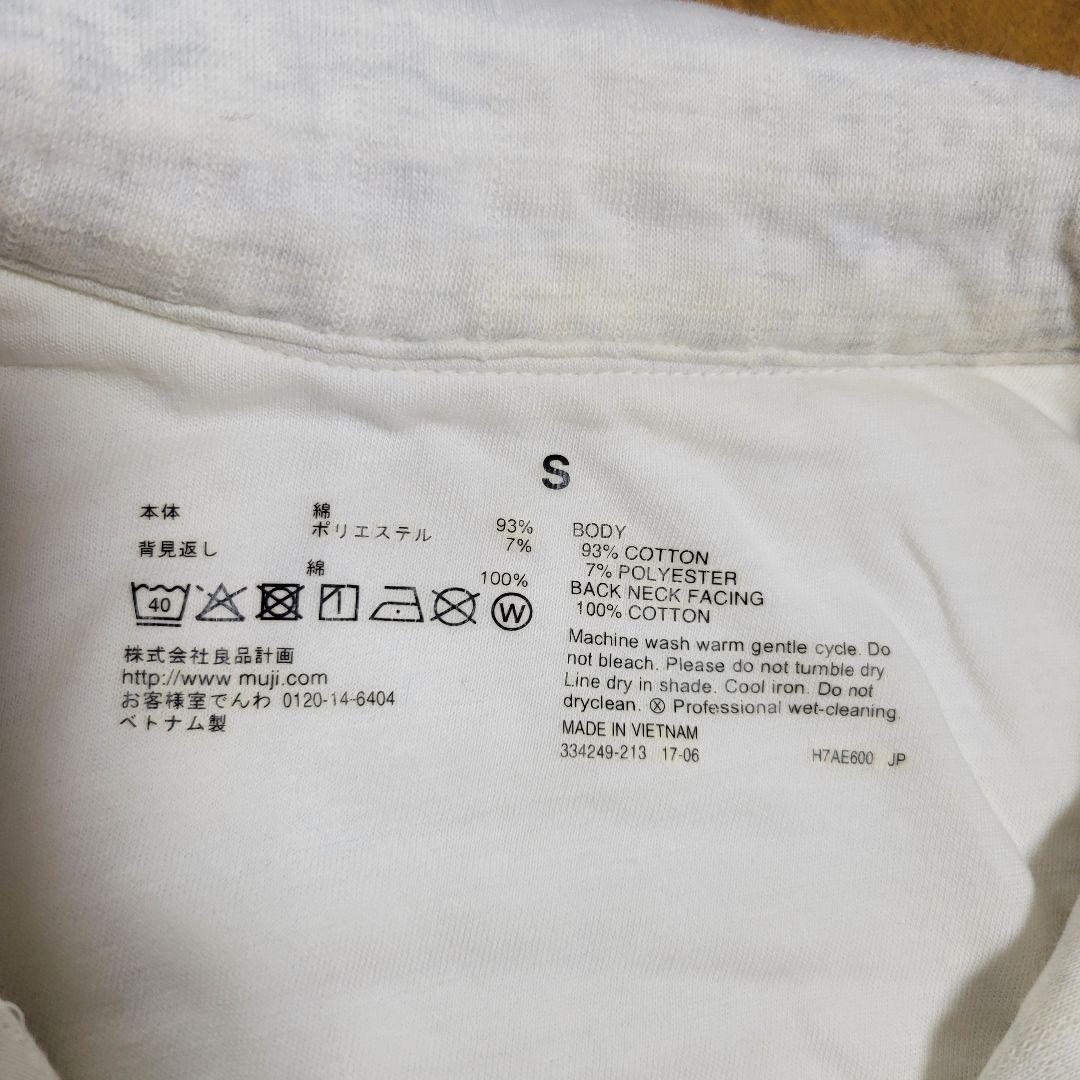 S
本体 綿 93%
ポリエステル 7%
背見返し 綿 100%
40 W
株式会社良品計画
http://www muji.com
お客様室でんわ 0120-14-6404
ベトナム製
BODY
93% COTTON
7% POLYESTER
BACK NECK FACING
100% COTTON
Machine wash warm gentle cycle. Do
not bleach. Please do not tumble dry
Line dry in shade. Cool iron. Do not
dryclean. Ⓦ Professional wet-cleaning.
MADE IN VIETNAM
334249-213 17-06 H7AE600 JP